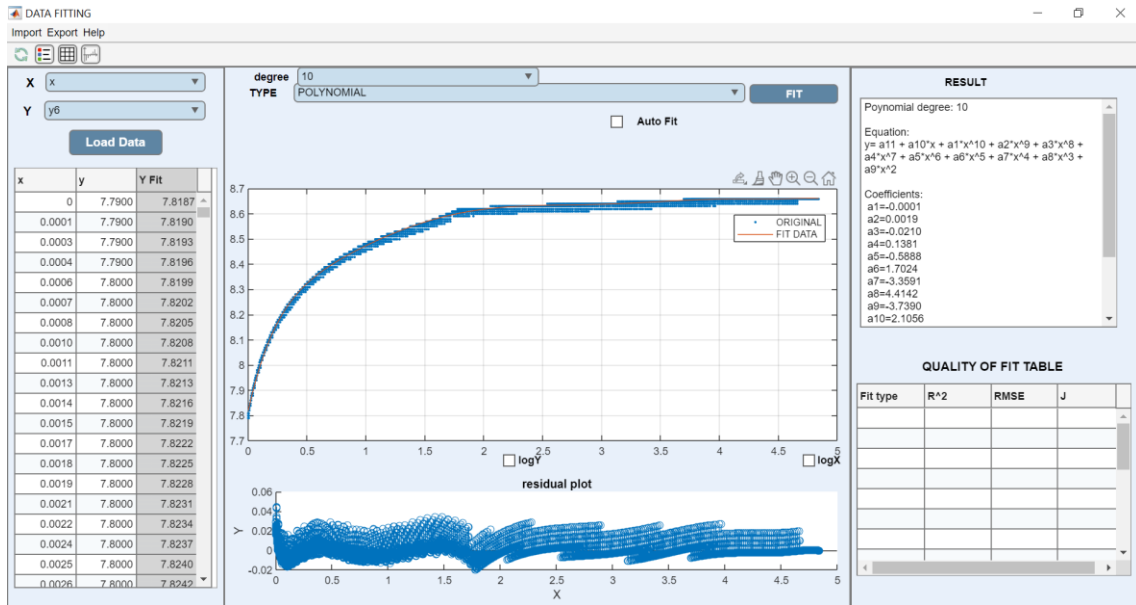 DATA FITTING
Import Export Help
X x
Y y6
Load Data
x y Y Fit
0 7.7900 7.8187
0.0001 7.7900 7.8190
0.0003 7.7900 7.8193
0.0004 7.7900 7.8196
0.0006 7.8000 7.8199
0.0007 7.8000 7.8202
0.0008 7.8000 7.8205
0.0010 7.8000 7.8208
0.0011 7.8000 7.8211
0.0013 7.8000 7.8213
0.0014 7.8000 7.8216
0.0015 7.8000 7.8219
0.0017 7.8000 7.8222
0.0018 7.8000 7.8225
0.0019 7.8000 7.8228
0.0021 7.8000 7.8231
0.0022 7.8000 7.8234
0.0024 7.8000 7.8237
0.0025 7.8000 7.8240
0.0026 7.8000 7.8242
degree 10
TYPE POLYNOMIAL FIT
Auto Fit
8.7
8.6
8.5
8.4
8.3
8.2
8.1
8
7.9
7.8
7.7
ORIGINAL
FIT DATA
0 0.5 1 1.5 2 2.5 3 3.5 4 4.5 5
logY logX
residual plot
Y
0.06
0.04
0.02
0
-0.02
0 0.5 1 1.5 2 2.5 3 3.5 4 4.5 5
X
RESULT
Poynomial degree: 10
Equation:
y= a11 + a10*x + a1*x^10 + a2*x^9 + a3*x^8 +
a4*x^7 + a5*x^6 + a6*x^5 + a7*x^4 + a8*x^3 +
a9*x^2
Coefficients:
a1=-0.0001
a2=0.0019
a3=-0.0210
a4=0.1381
a5=-0.5888
a6=1.7024
a7=-3.3591
a8=4.4142
a9=-3.7390
a10=2.1056
QUALITY OF FIT TABLE
Fit type R^2 RMSE J